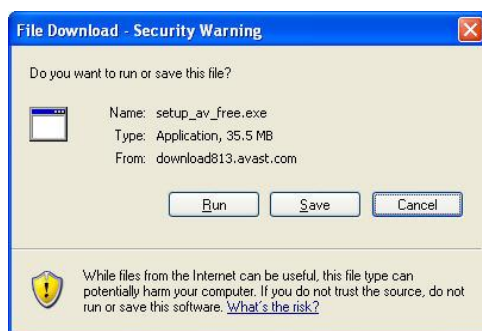 File Download - Security Warning
Do you want to run or save this file?
Name: setup_av_free.exe
Type: Application, 35.5 MB
From: download813.avast.com
Run Save Cancel
While files from the Internet can be useful, this file type can
potentially harm your computer. If you do not trust the source, do not
run or save this software. What's the risk?